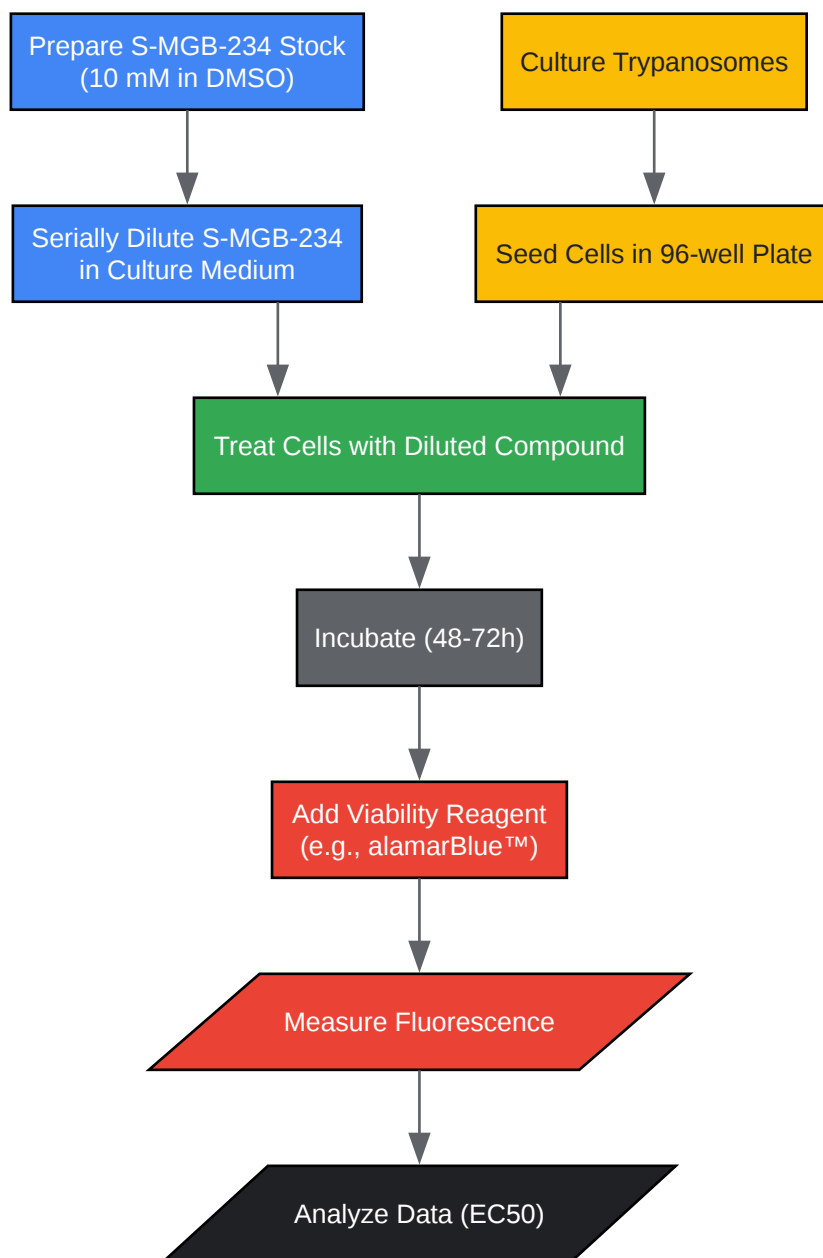 Prepare S-MGB-234 Stock
(10 mM in DMSO)
Culture Trypanosomes
Serially Dilute S-MGB-234
in Culture Medium
Seed Cells in 96-well Plate
Treat Cells with Diluted Compound
Incubate (48-72h)
Add Viability Reagent
(e.g., alamarBlue™)
Measure Fluorescence
Analyze Data (EC50)